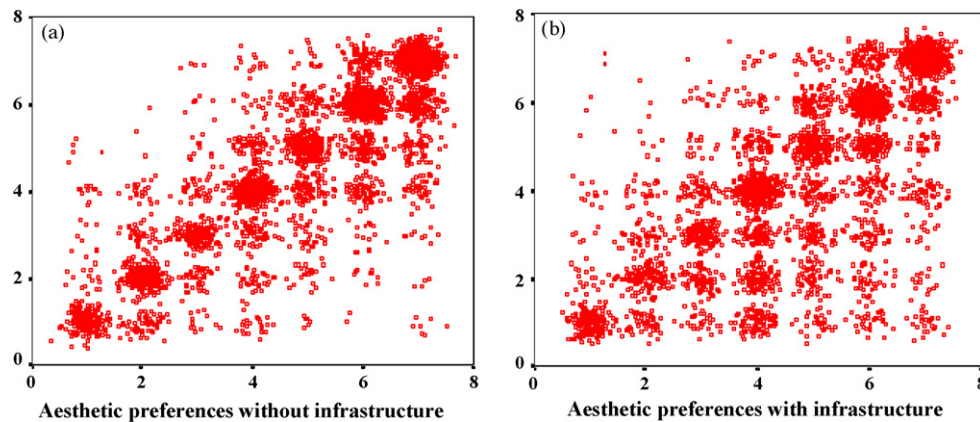 (a)
8
6
4
2
0
0 2 4 6 8
Aesthetic preferences without infrastructure
(b)
8
6
4
2
0
0 2 4 6 8
Aesthetic preferences with infrastructure